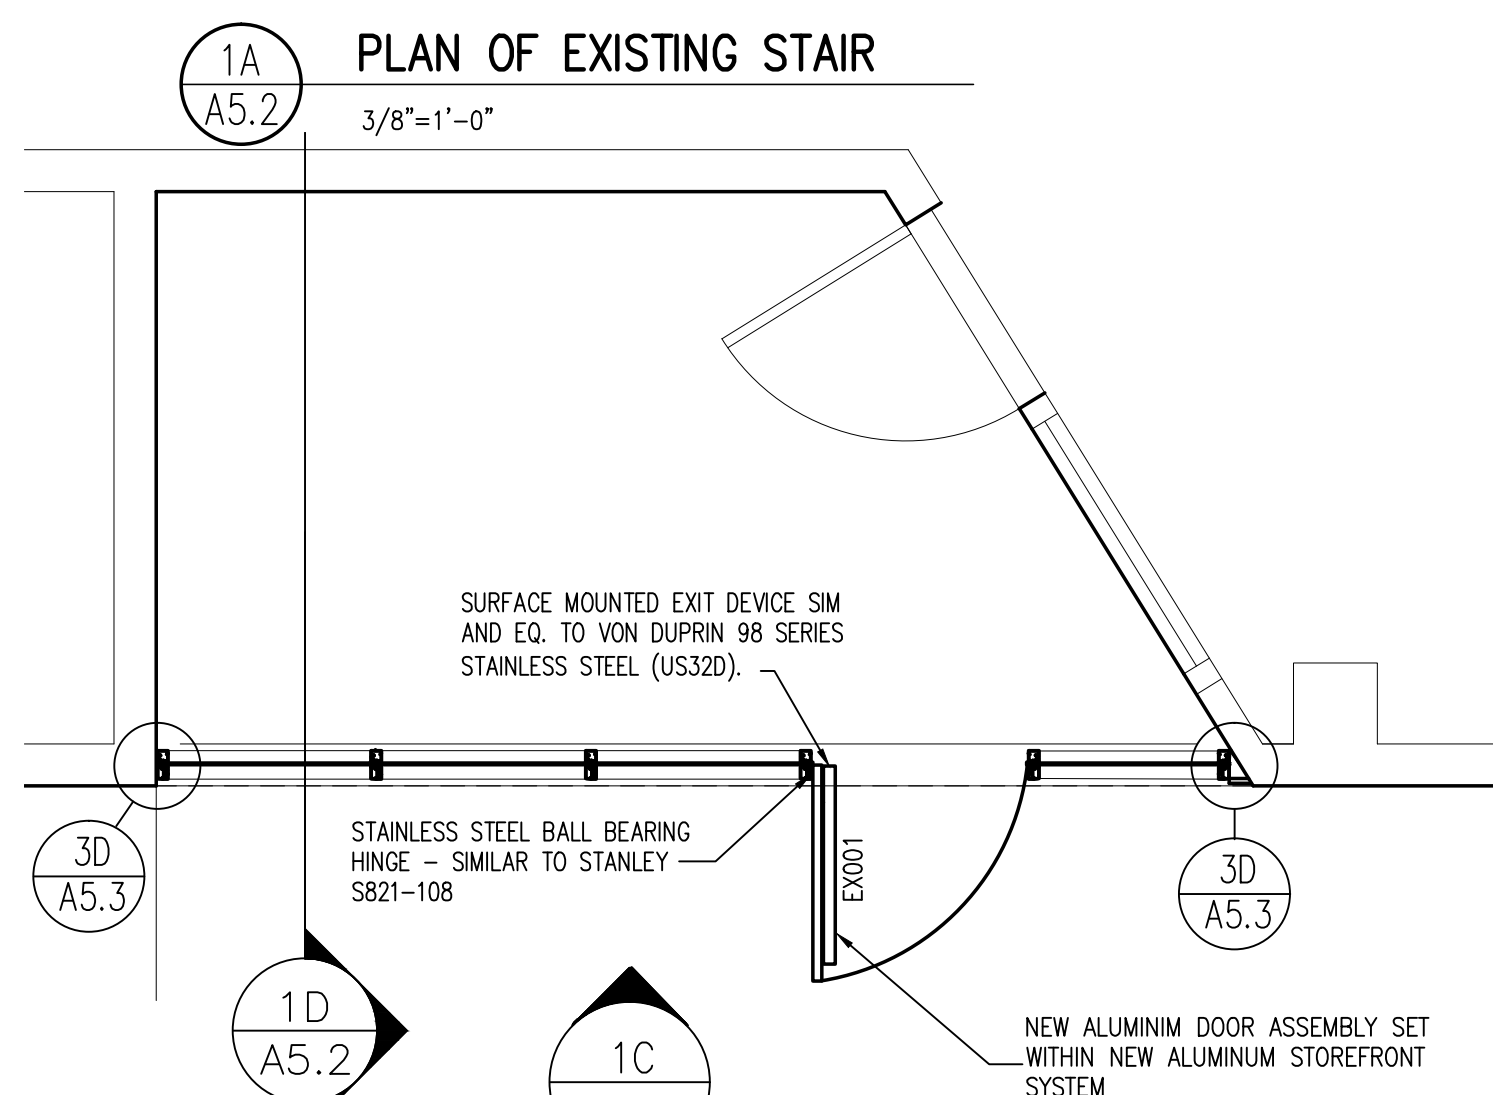 1A
A5.2
PLAN OF EXISTING STAIR
3/8"=1'-0"
SURFACE MOUNTED EXIT DEVICE SIM
AND EQ. TO VON DUPRIN 98 SERIES
STAINLESS STEEL (US32D).
STAINLESS STEEL BALL BEARING
HINGE - SIMILAR TO STANLEY
S821-108
EX001
3D
A5.3
3D
A5.3
1D
A5.2
1C
NEW ALUMINIM DOOR ASSEMBLY SET
WITHIN NEW ALUMINUM STOREFRONT
SYSTEM